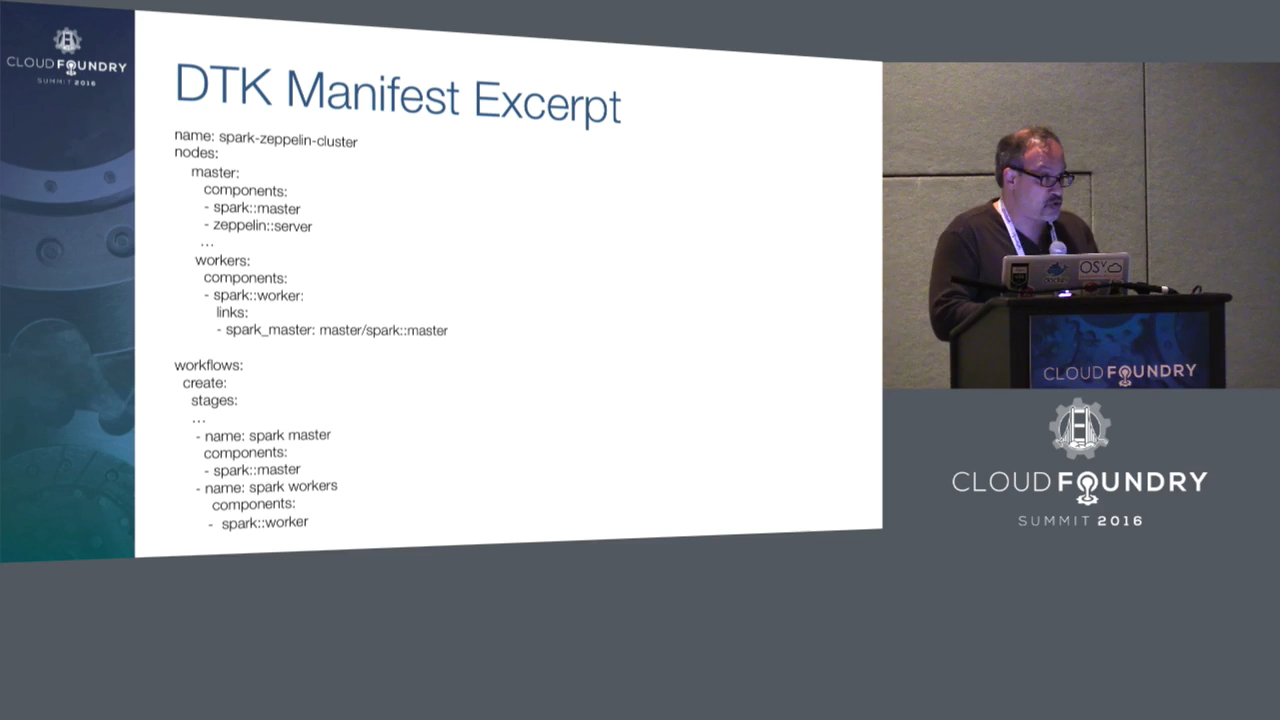 CLOUD FOUNDRY
SUMMIT 2016
DTK Manifest Excerpt
name: spark-zeppelin-cluster
nodes:
master:
components:
- spark::master
- zeppelin::server
...
workers:
components:
- spark::worker:
links:
- spark_master: master/spark::master
workflows:
create:
stages:
...
- name: spark master
components:
- spark::master
- name: spark workers
components:
- spark::worker
OSY
CLOUD FOUNDRY
CLOUD FOUNDRY
SUMMIT 2016